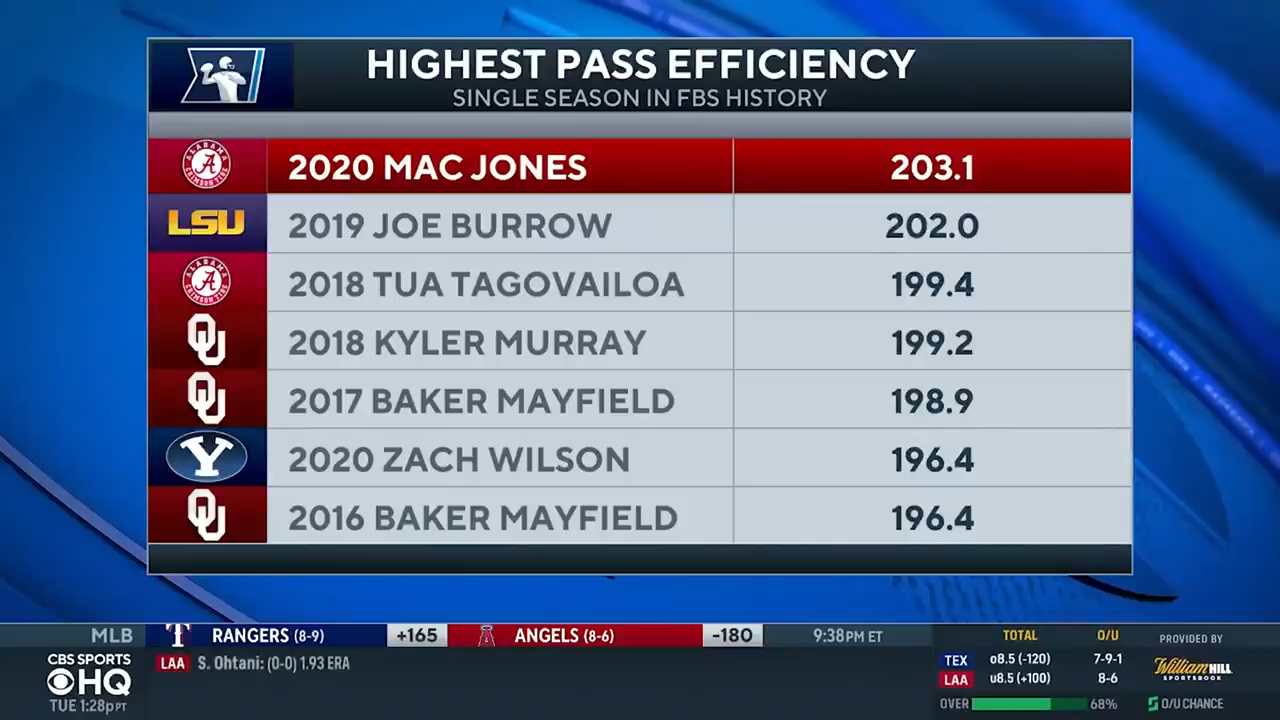 HIGHEST PASS EFFICIENCY
SINGLE SEASON IN FBS HISTORY
2020 MAC JONES 203.1
LSU 2019 JOE BURROW 202.0
2018 TUA TAGOVAILOA 199.4
OU 2018 KYLER MURRAY 199.2
OU 2017 BAKER MAYFIELD 198.9
Y 2020 ZACH WILSON 196.4
OU 2016 BAKER MAYFIELD 196.4
MLB T RANGERS (8-9) +165 A ANGELS (8-6) -180 9:38PM ET
LAA S. Ohtani: (0-0) 1.93 ERA
CBS SPORTS
HQ
TUE 1:28p PT
TOTAL O/U
TEX o8.5 (-120) 7-9-1
LAA u8.5 (+100) 8-6
OVER 68%
PROVIDED BY
William HILL
SPORTSBOOK
O/U CHANCE